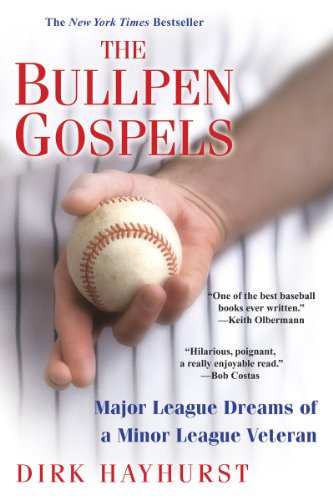 The New York Times Bestseller
THE
BULLPEN
GOSPELS
"One of the best baseball
books ever written."
—Keith Olbermann
"Hilarious, poignant,
a really enjoyable read."
—Bob Costas
Major League Dreams of
a Minor League Veteran
DIRK HAYHURST